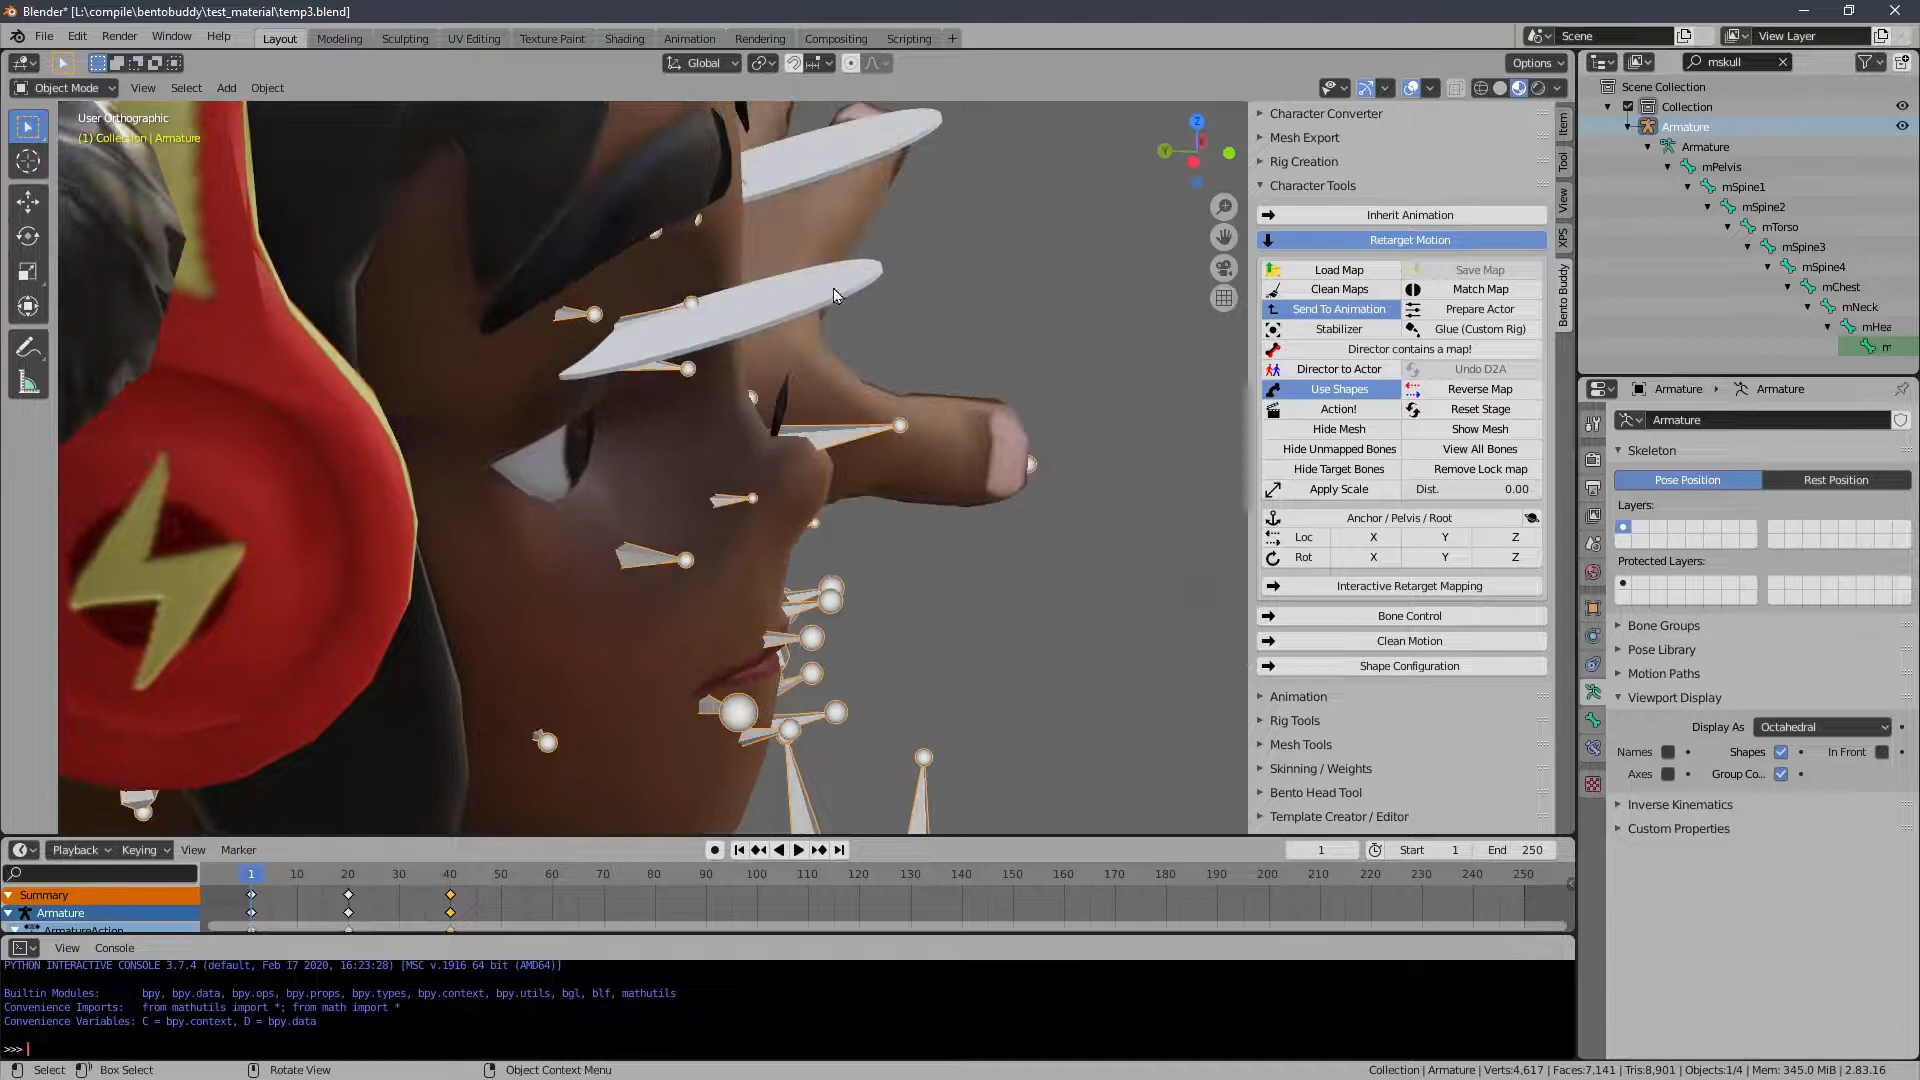 Blender* [L:\compile\bentobuddy\test_material\temp3.blend]
File Edit Render Window Help
Layout Modeling Sculpting UV Editing Texture Paint Shading Animation Rendering Compositing Scripting +
Scene
View Layer
Global
Options
mskull
Object Mode View Select Add Object
User Orthographic
(1) Collection | Armature
Z
Y
Character Converter
Mesh Export
Rig Creation
Character Tools
Inherit Animation
Retarget Motion
Load Map Save Map
Clean Maps Match Map
Send To Animation Prepare Actor
Stabilizer Glue (Custom Rig)
Director contains a map!
Director to Actor Undo D2A
Use Shapes Reverse Map
Action! Reset Stage
Hide Mesh Show Mesh
Hide Unmapped Bones View All Bones
Hide Target Bones Remove Lock map
Apply Scale Dist. 0.00
Anchor / Pelvis / Root
Loc X Y Z
Rot X Y Z
Interactive Retarget Mapping
Bone Control
Clean Motion
Shape Configuration
Animation
Rig Tools
Mesh Tools
Skinning / Weights
Bento Head Tool
Template Creator / Editor
Item
Tool
View
XPS
Bento Buddy
Scene Collection
Collection
Armature
Armature
mPelvis
mSpine1
mSpine2
mTorso
mSpine3
mSpine4
mChest
mNeck
mHea
m
Armature Armature
Armature
Skeleton
Pose Position Rest Position
Layers:
Protected Layers:
Bone Groups
Pose Library
Motion Paths
Viewport Display
Display As Octahedral
Names Shapes In Front
Axes Group Co...
Inverse Kinematics
Custom Properties
Playback Keying View Marker
1 Start 1 End 250
1 10 20 30 40 50 60 70 80 90 100 110 120 130 140 150 160 170 180 190 200 210 220 230 240 250
Summary
Armature
ArmatureAction
View Console
PYTHON INTERACTIVE CONSOLE 3.7.4 (default, Feb 17 2020, 16:23:28) [MSC v.1916 64 bit (AMD64)]
Builtin Modules: bpy, bpy.data, bpy.ops, bpy.props, bpy.types, bpy.context, bpy.utils, bgl, blf, mathutils
Convenience Imports: from mathutils import *; from math import *
Convenience Variables: C = bpy.context, D = bpy.data
>>>
Select Box Select Rotate View Object Context Menu
Collection | Armature | Verts:4,617 | Faces:7,141 | Tris:8,901 | Objects:1/4 | Mem: 345.0 MiB | 2.83.16